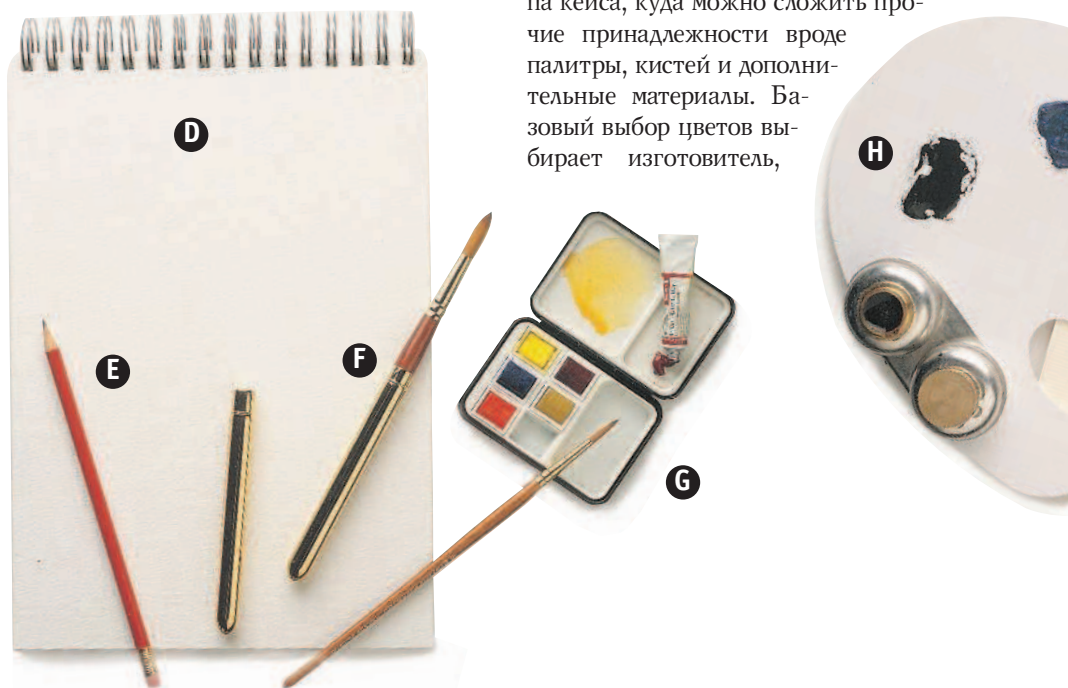 па кейса, куда можно сложить про-
чие принадлежности вроде
палитры, кистей и дополни-
тельные материалы. Ба-
зовый выбор цветов вы-
бирает изготовитель,
D
H
E
F
G